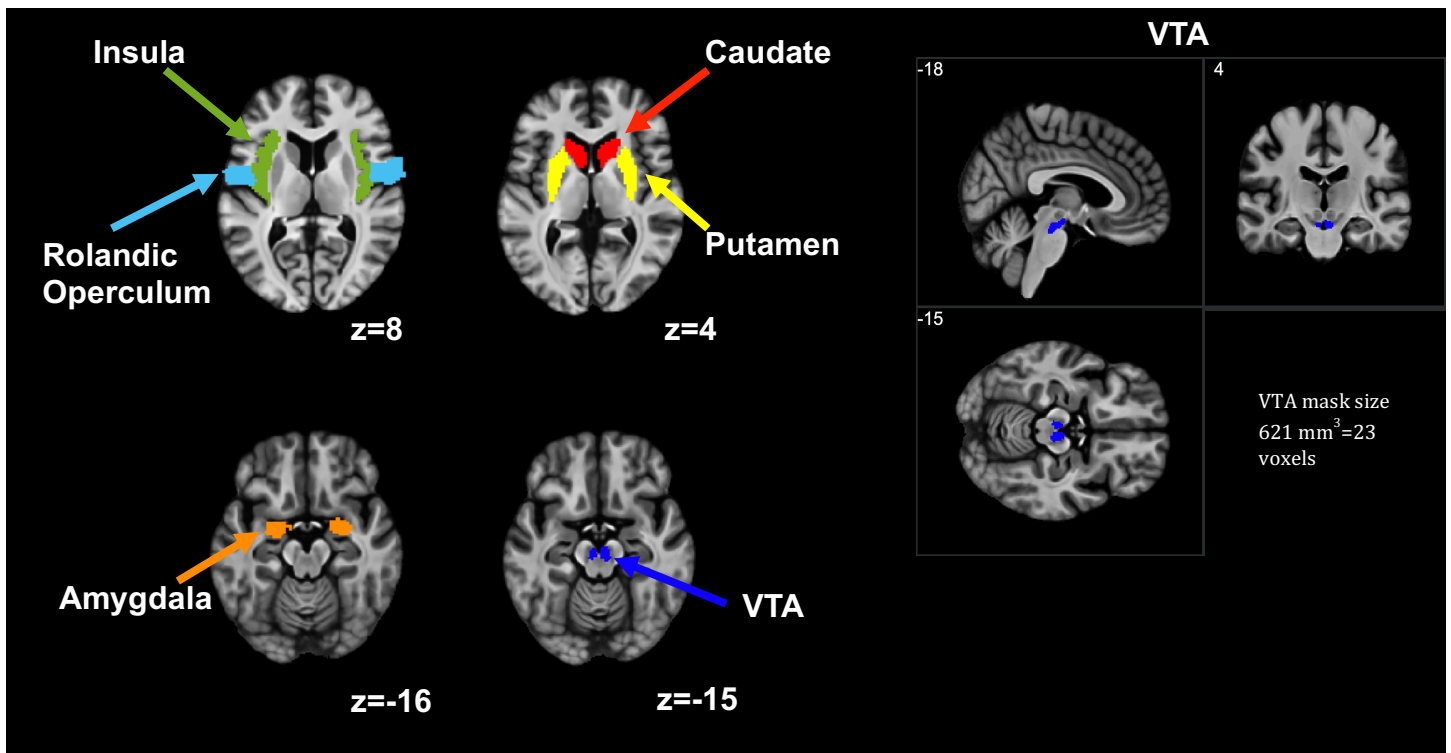 Insula
Rolandic
Operculum
z=8
Caudate
Putamen
z=4
Amygdala
z=-16
VTA
z=-15
VTA
-18
4
-15
VTA mask size
621 mm³=23
voxels